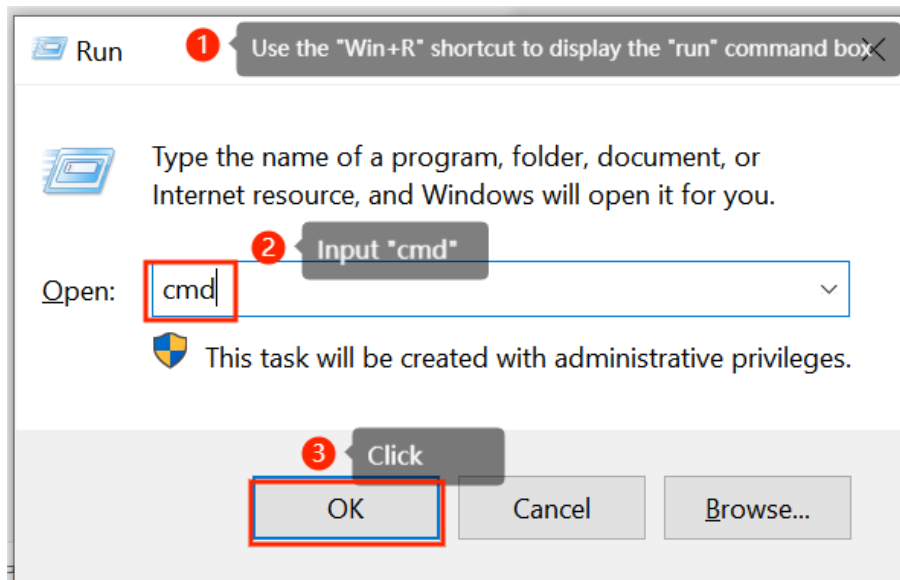 Run
1
Use the "Win+R" shortcut to display the "run" command box
Type the name of a program, folder, document, or
Internet resource, and Windows will open it for you.
2
Input "cmd"
Open:
cmd
This task will be created with administrative privileges.
3
Click
OK
Cancel
Browse...